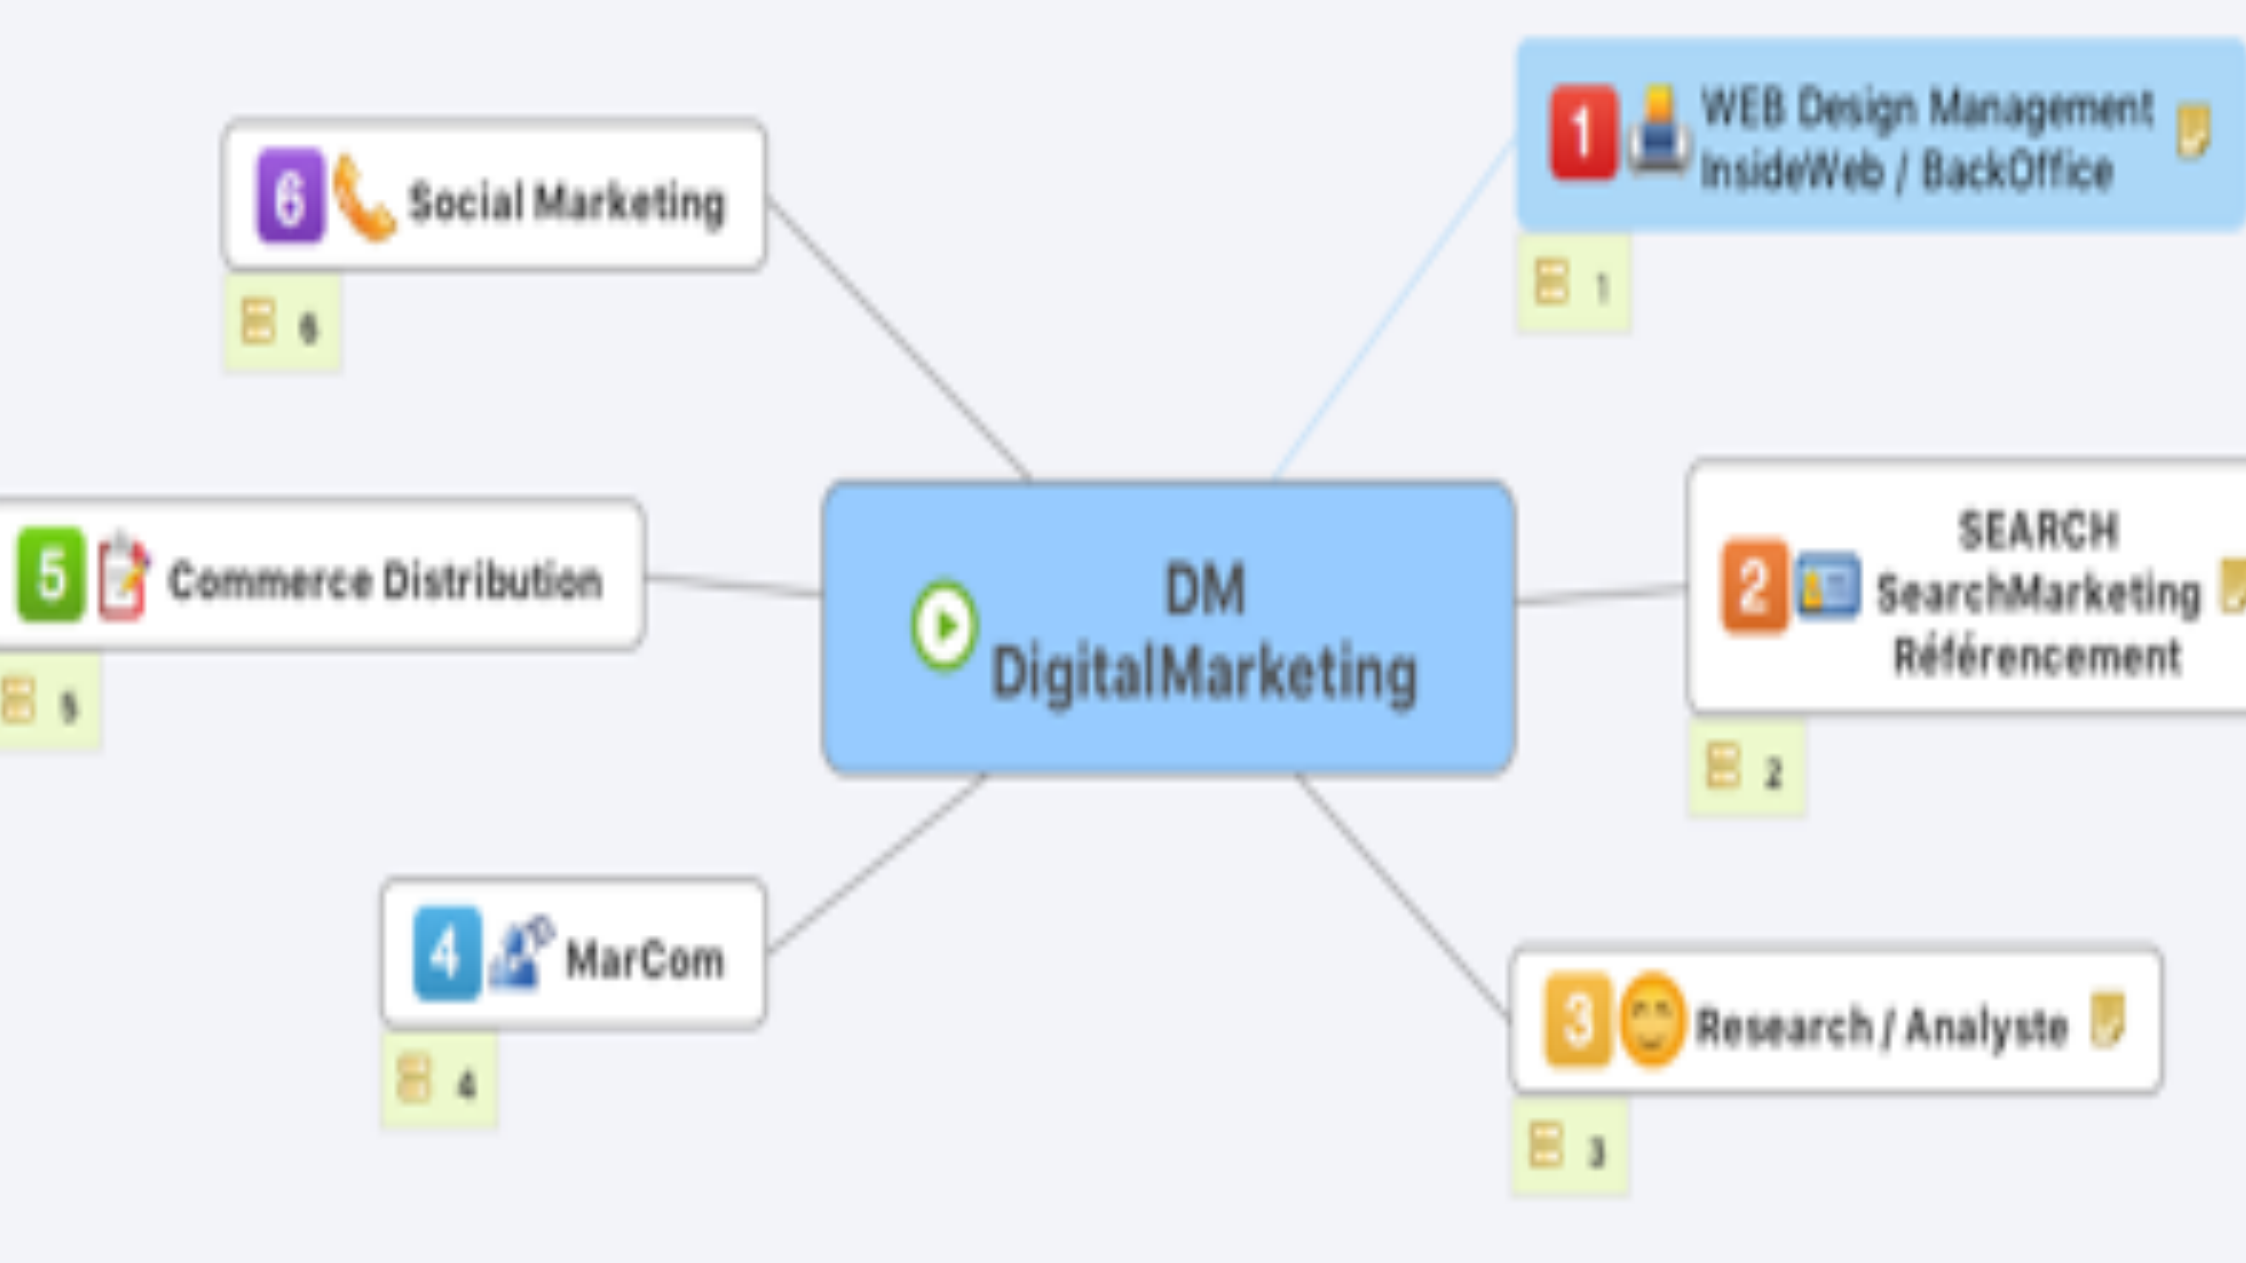 1 WEB Design Management
InsideWeb / BackOffice
1
2 SEARCH
SearchMarketing
Référencement
2
3 Research / Analyste
3
4 MarCom
4
5 Commerce Distribution
5
6 Social Marketing
6
DM
DigitalMarketing